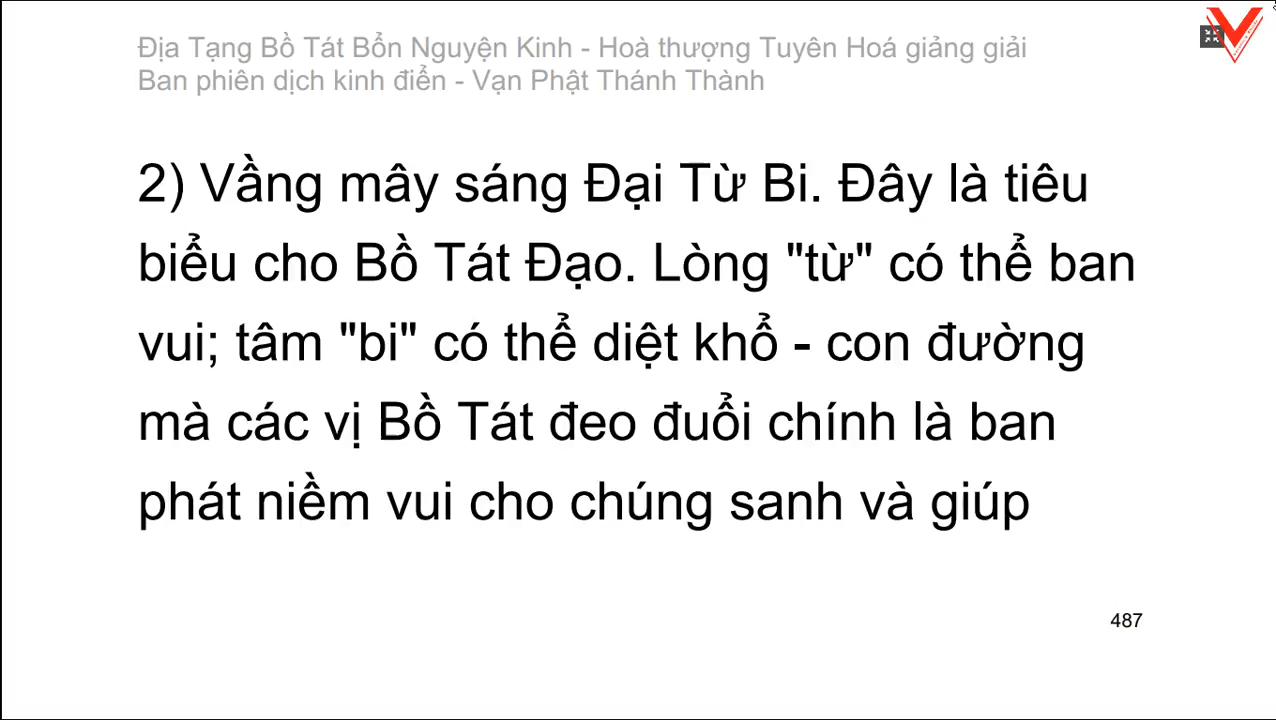 Địa Tạng Bồ Tát Bổn Nguyện Kinh - Hoà thượng Tuyên Hoá giảng giải
Ban phiên dịch kinh điển - Vạn Phật Thánh Thành
2) Vầng mây sáng Đại Từ Bi. Đây là tiêu
biểu cho Bồ Tát Đạo. Lòng "từ" có thể ban
vui; tâm "bi" có thể diệt khổ - con đường
mà các vị Bồ Tát đeo đuổi chính là ban
phát niềm vui cho chúng sanh và giúp
487